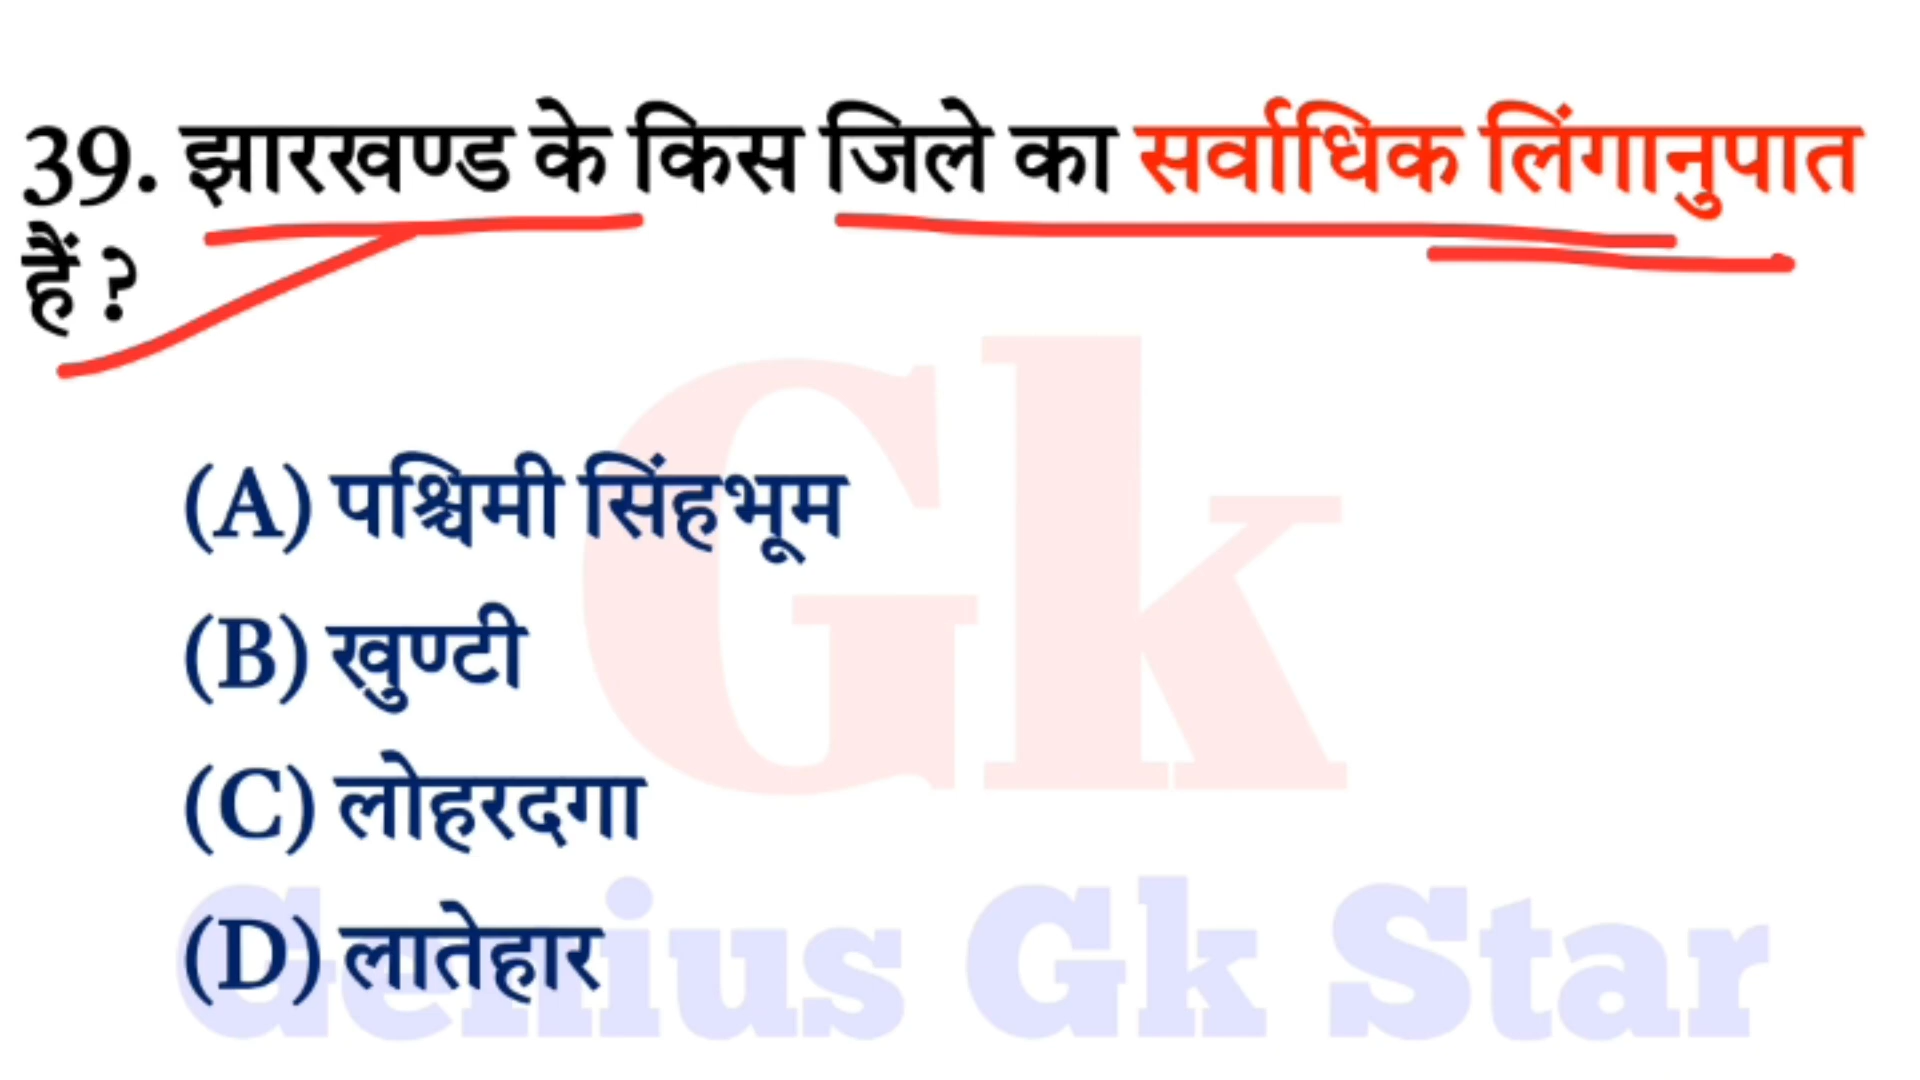 39. झारखण्ड के किस जिले का सर्वाधिक लिंगानुपात
हैं ?
(A) पश्चिमी सिंहभूम
(B) खुण्टी
(C) लोहरदगा
(D) लातेहार
Gk
Genius Gk Star